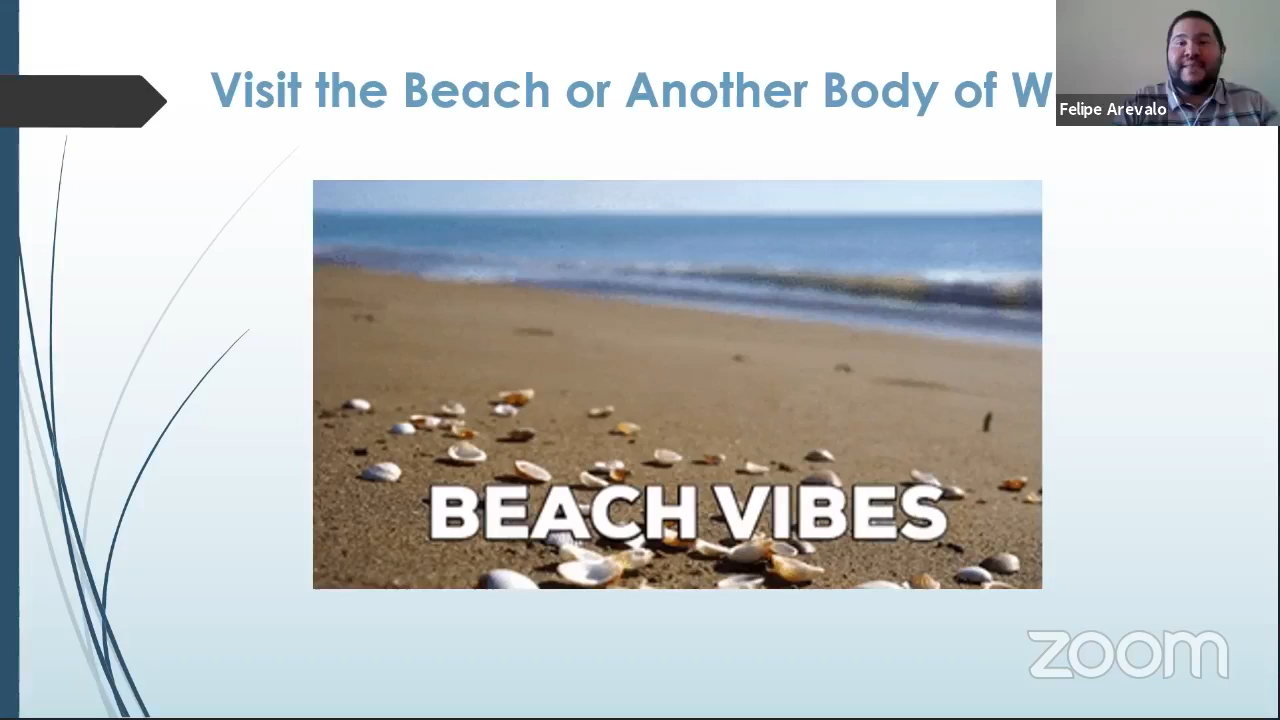 Visit the Beach or Another Body of W
Felipe Arevalo
BEACH VIBES
zoom